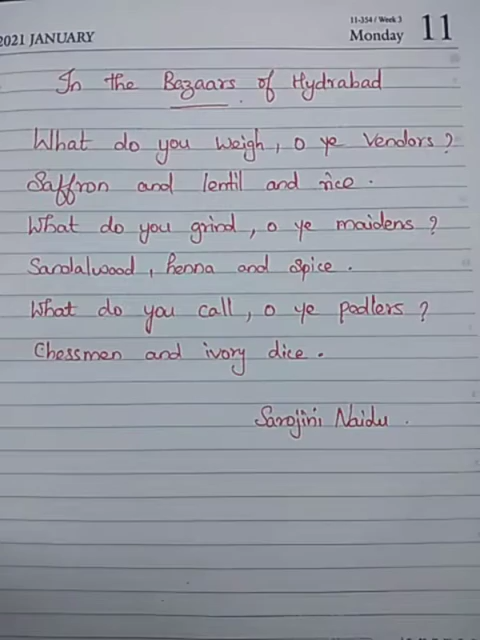 11-354 / Week 3
2021 JANUARY Monday 11
In the Bazaars of Hydrabad
What do you weigh, o ye Vendors?
Saffron and lentil and rice.
What do you grind, o ye maidens?
Sandalwood, henna and spice.
What do you call, o ye pedlers?
Chessmen and ivory dice.
Sarojini Naidu.